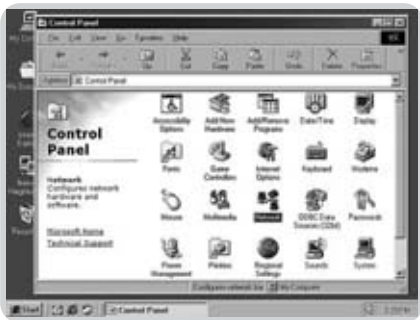 Control Panel
File Edit View Go Favorites Help
Up Cut Copy Paste Undo Delete Properties
Address Control Panel
Control
Panel
Network
Configures network
hardware and
software.
Microsoft Home
Technical Support
Accessibility
Options
Add New
Hardware
Add/Remove
Programs
Date/Time
Display
Fonts
Game
Controllers
Internet
Options
Keyboard
Modems
Mouse
Multimedia
Network
ODBC Data
Sources (32bit)
Passwords
Power
Management
Printers
Regional
Settings
Sounds
System
My Computer
Start Control Panel